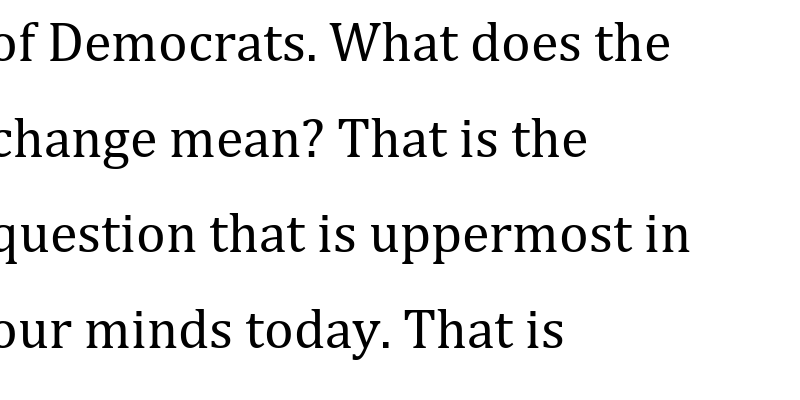 of Democrats. What does the
change mean? That is the
question that is uppermost in
our minds today. That is